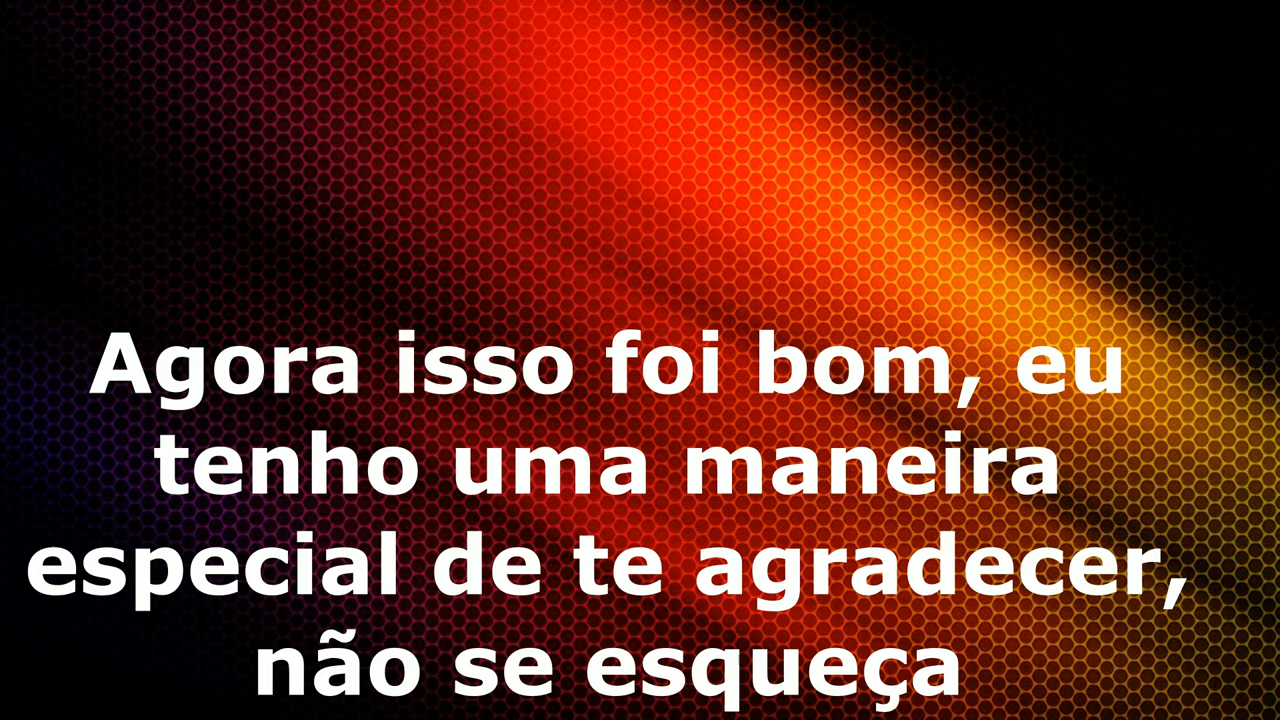 Agora isso foi bom, eu
tenho uma maneira
especial de te agradecer,
não se esqueça